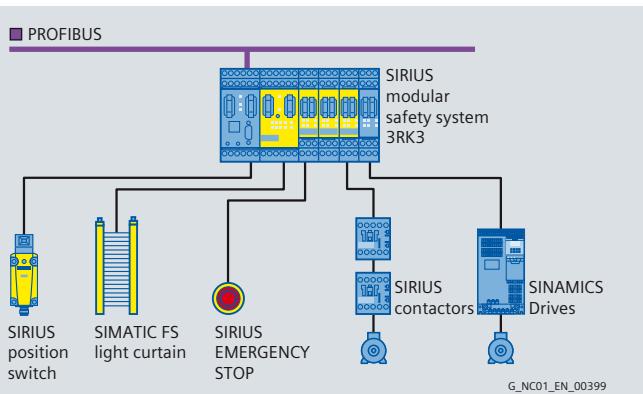 PROFIBUS
SIRIUS
modular
safety system
3RK3
SIRIUS
position
switch
SIMATIC FS
light curtain
SIRIUS
EMERGENCY
STOP
SIRIUS
contactors
SINAMICS
Drives
G_NC01_EN_00399